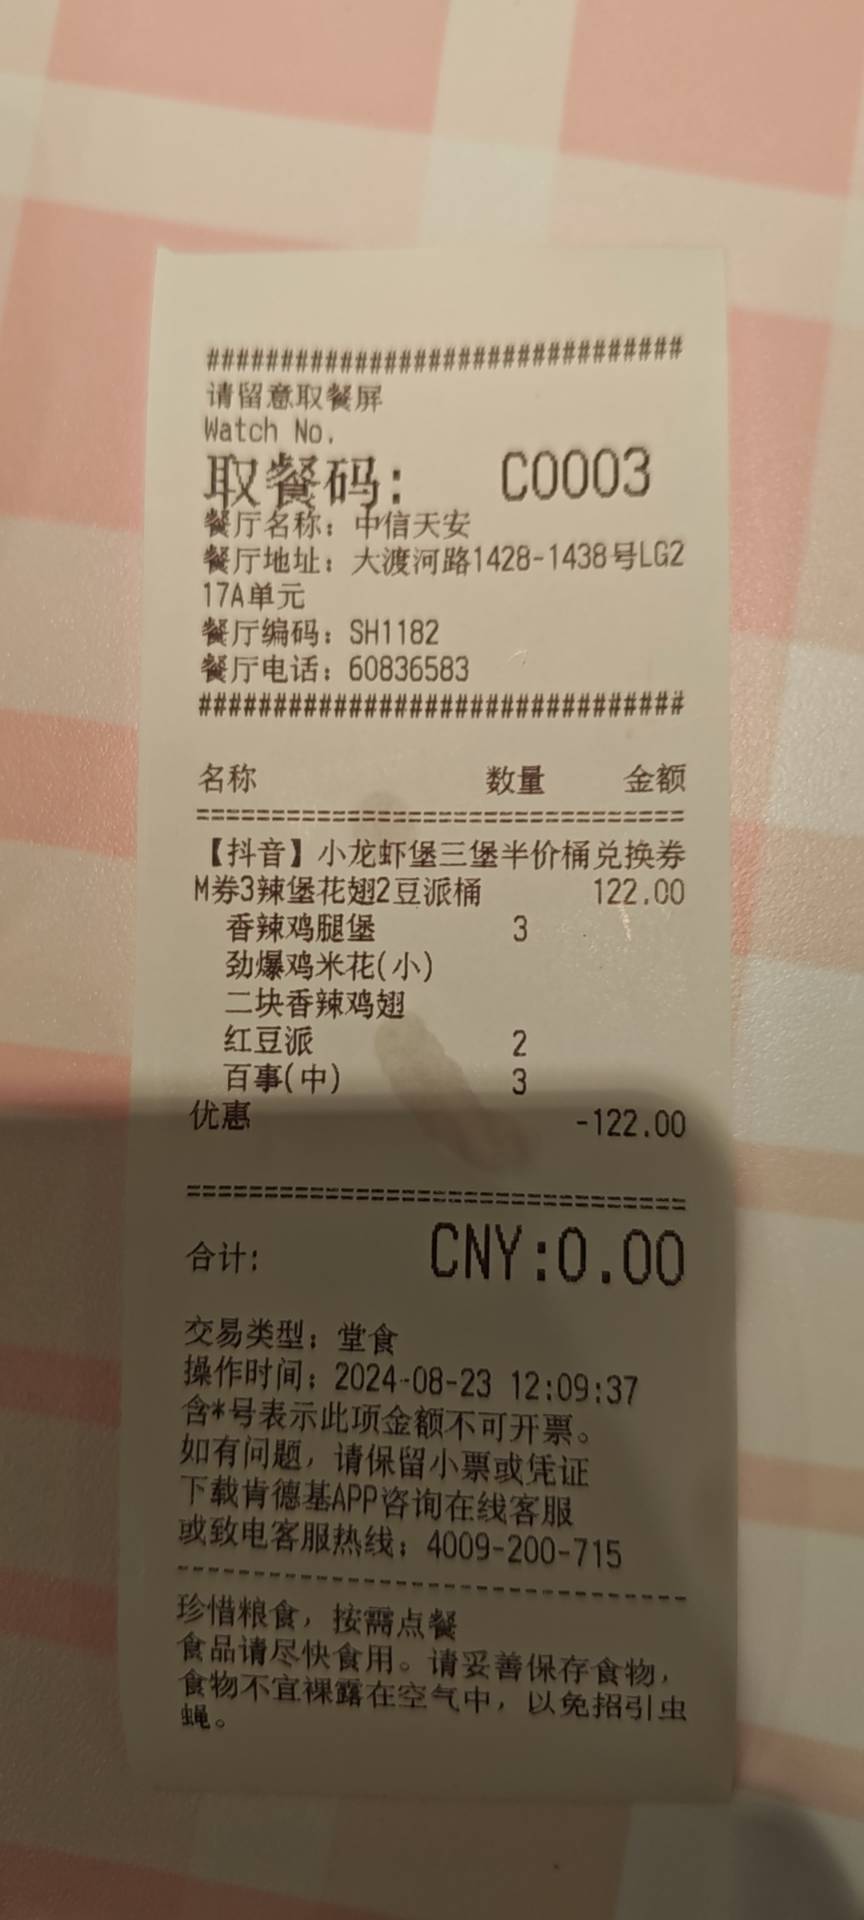 ################################
请留意取餐屏
Watch No.
取餐码: C0003
餐厅名称: 中信天安
餐厅地址: 大渡河路1428-1438号LG2
17A单元
餐厅编码: SH1182
餐厅电话: 60836583
################################
名称 数量 金额
================================
【抖音】小龙虾堡三堡半价桶兑换券
M券3辣堡花翅2豆派桶 122.00
香辣鸡腿堡 3
劲爆鸡米花(小)
二块香辣鸡翅
红豆派 2
百事(中) 3
优惠 -122.00
================================
合计: CNY:0.00
交易类型: 堂食
操作时间: 2024-08-23 12:09:37
含*号表示此项金额不可开票。
如有问题, 请保留小票或凭证
下载肯德基APP咨询在线客服
或致电客服热线: 4009-200-715
--------------------------------
珍惜粮食, 按需点餐
食品请尽快食用。请妥善保存食物,
食物不宜裸露在空气中, 以免招引虫
蝇。